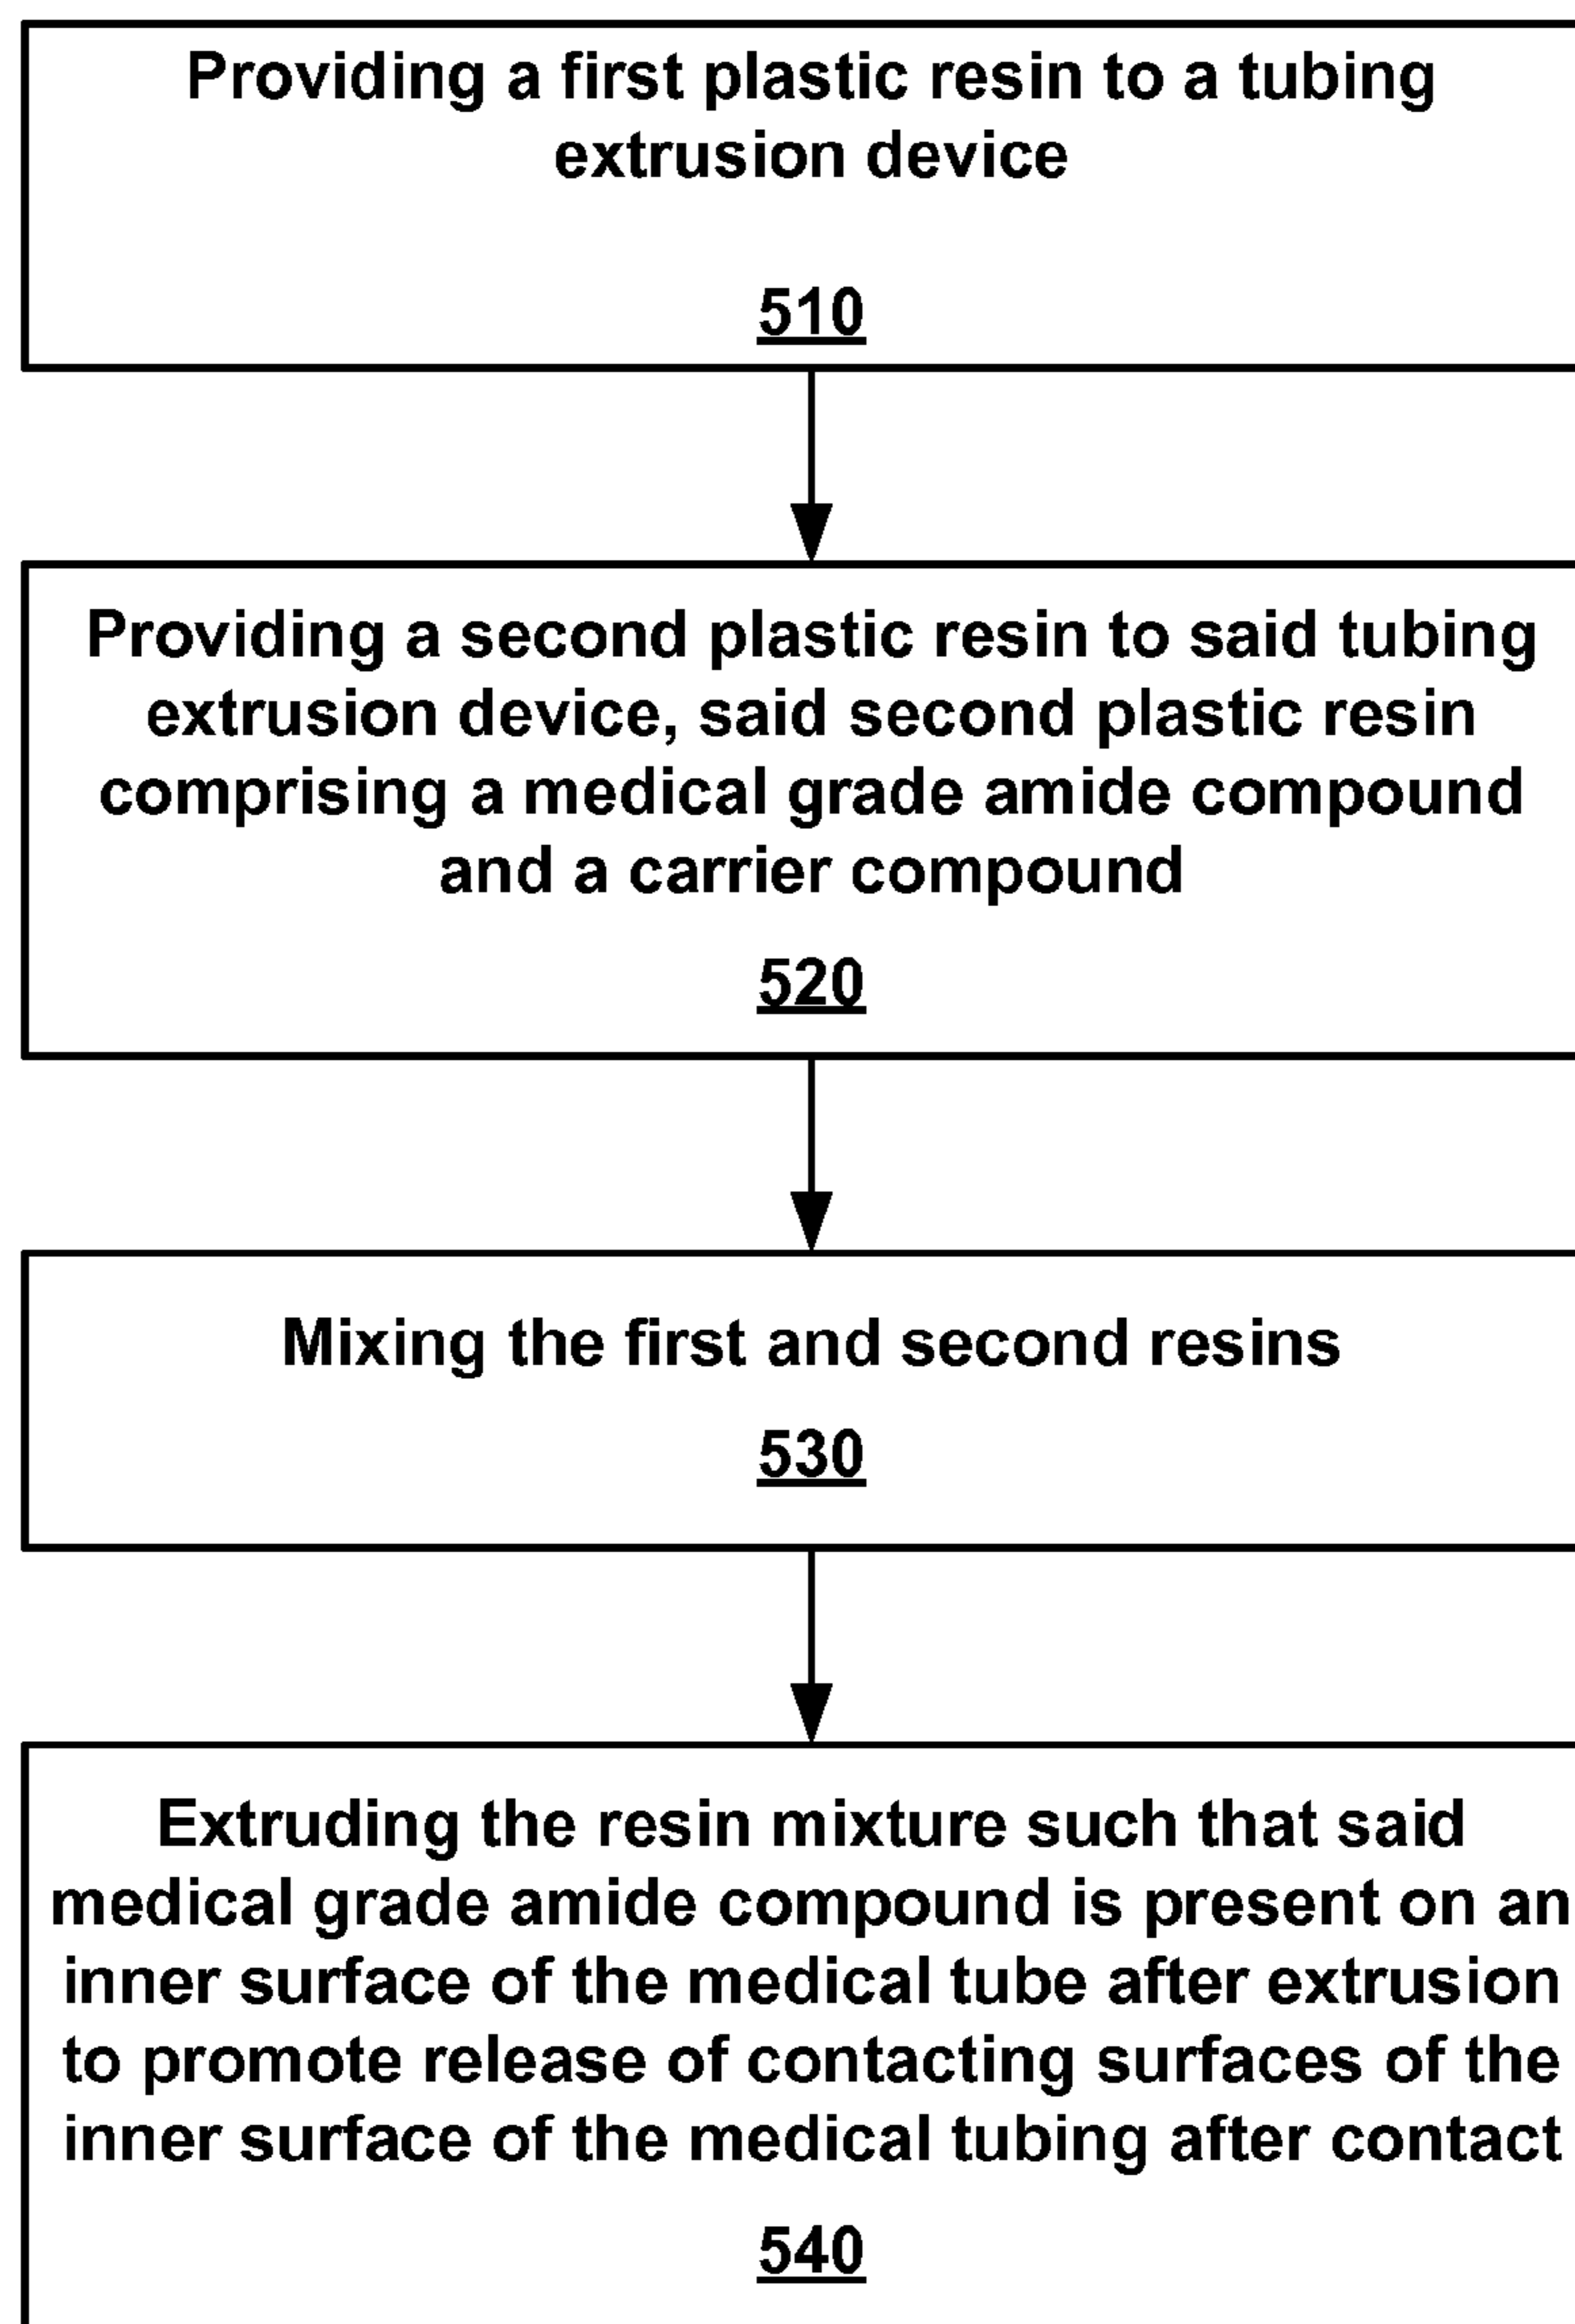 Providing a first plastic resin to a tubing
extrusion device
510
Providing a second plastic resin to said tubing
extrusion device, said second plastic resin
comprising a medical grade amide compound
and a carrier compound
520
Mixing the first and second resins
530
Extruding the resin mixture such that said
medical grade amide compound is present on an
inner surface of the medical tube after extrusion
to promote release of contacting surfaces of the
inner surface of the medical tubing after contact
540